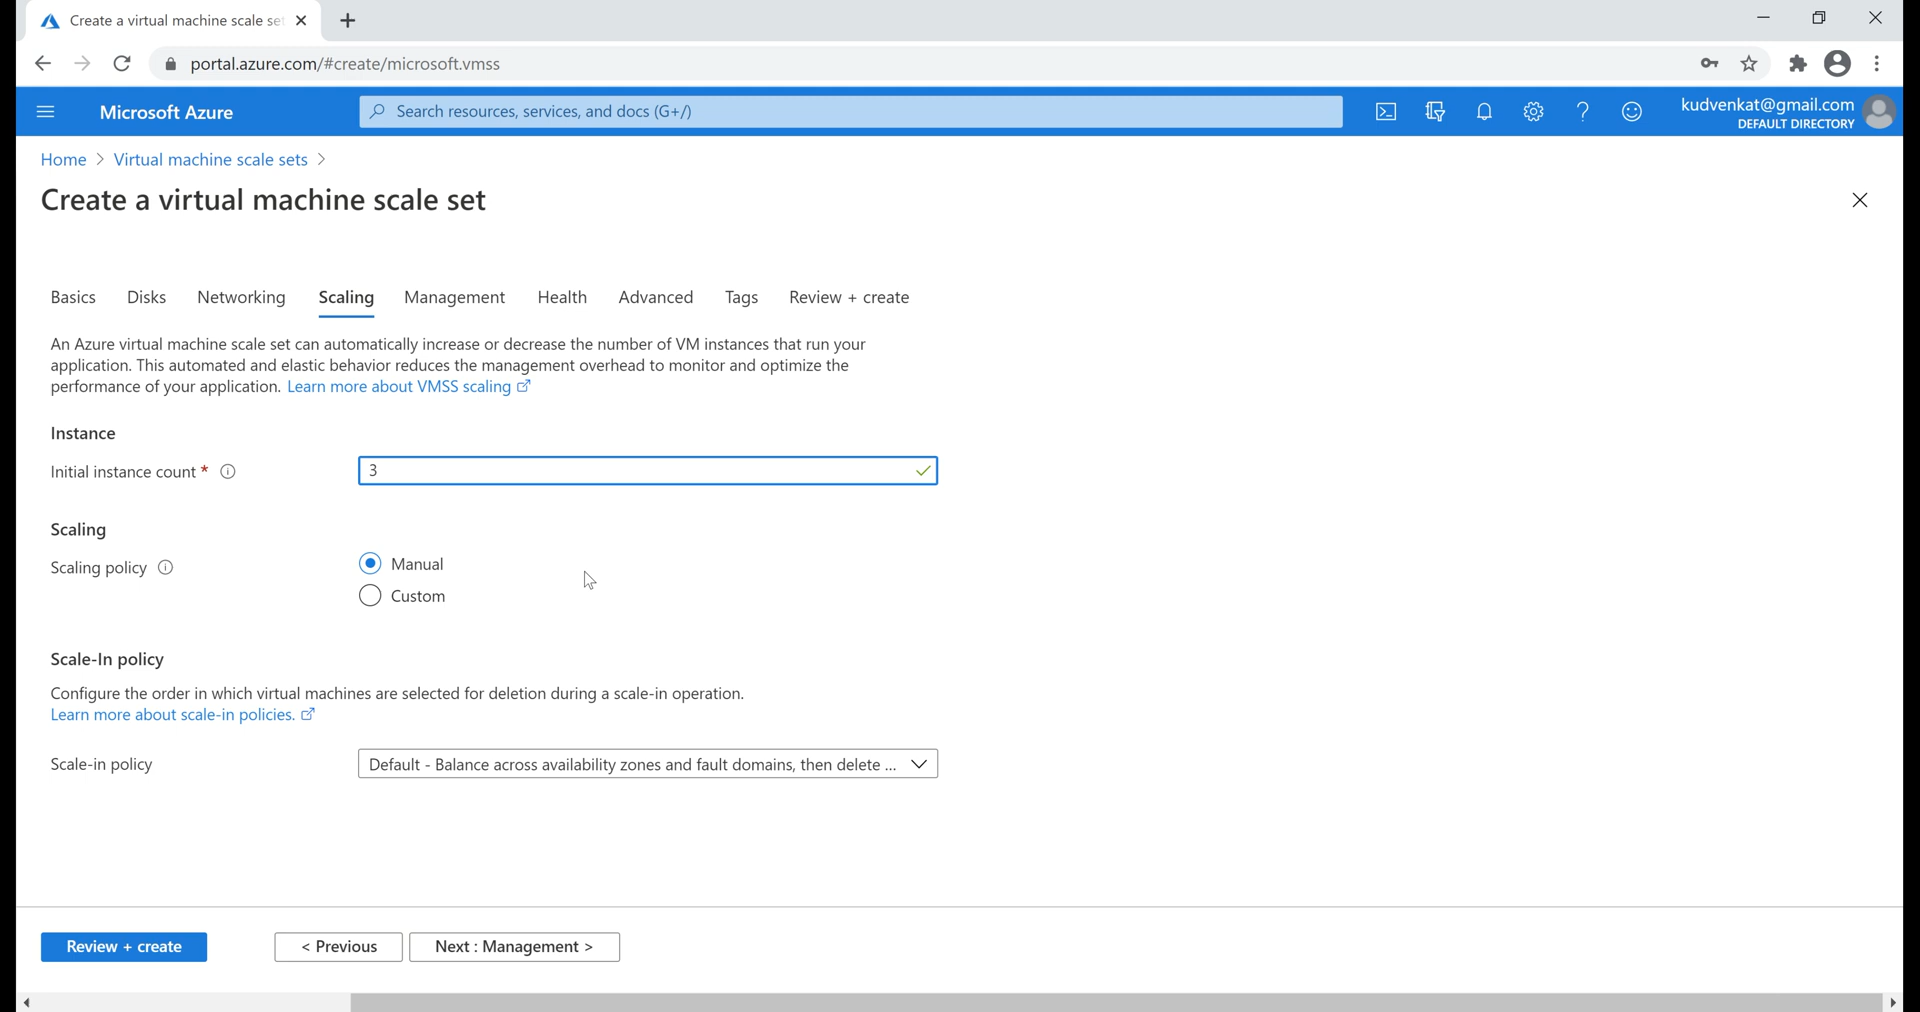 Create a virtual machine scale set
portal.azure.com/#create/microsoft.vmss
Microsoft Azure
Search resources, services, and docs (G+/)
kudvenkat@gmail.com
DEFAULT DIRECTORY
Home > Virtual machine scale sets >
Create a virtual machine scale set
Basics Disks Networking Scaling Management Health Advanced Tags Review + create
An Azure virtual machine scale set can automatically increase or decrease the number of VM instances that run your
application. This automated and elastic behavior reduces the management overhead to monitor and optimize the
performance of your application. Learn more about VMSS scaling
Instance
Initial instance count * 3
Scaling
Scaling policy Manual
Custom
Scale-In policy
Configure the order in which virtual machines are selected for deletion during a scale-in operation.
Learn more about scale-in policies.
Scale-in policy Default - Balance across availability zones and fault domains, then delete ...
Review + create < Previous Next : Management >